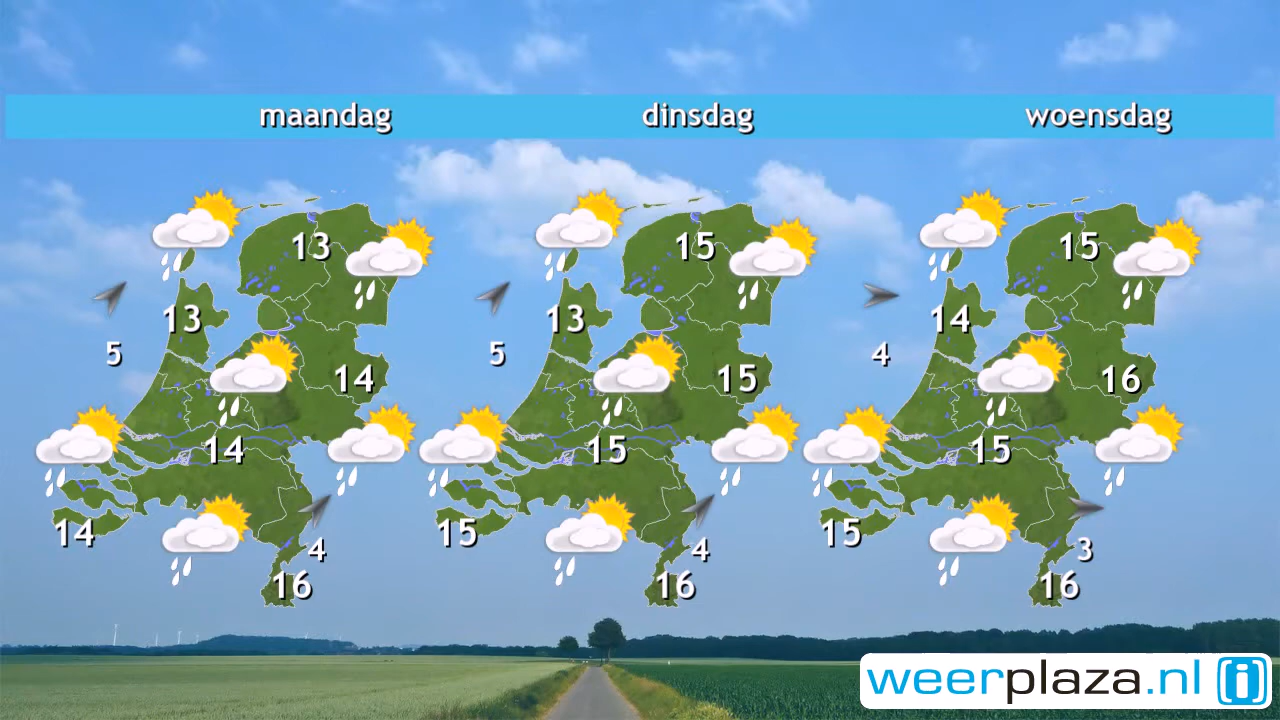 maandag dinsdag woensdag
13 15 15
13 13 14
5 5 4
14 15 16
14 15 15
14 15 15
4 4 3
16 16 16
weerplaza.nl i